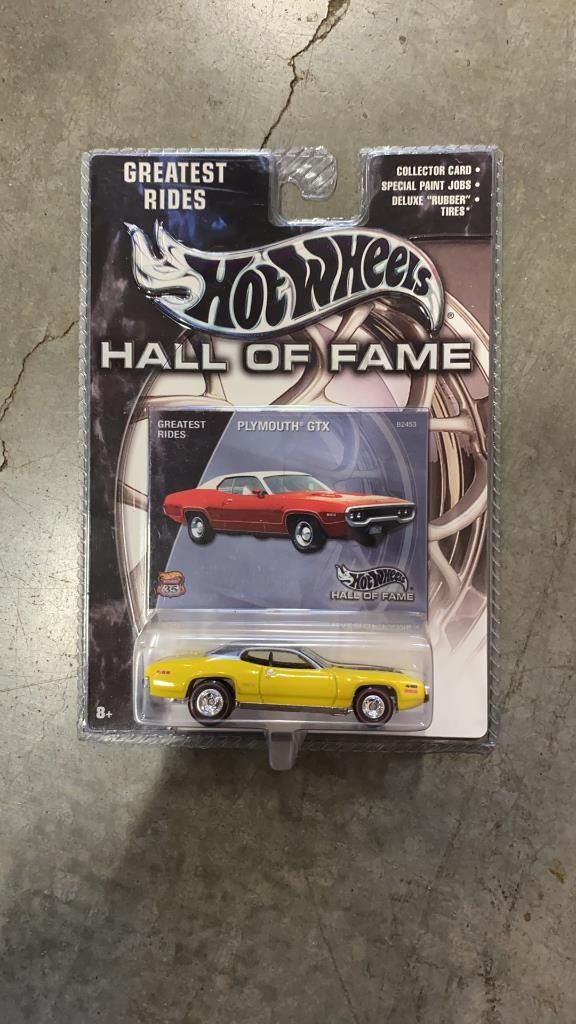 GREATEST
RIDES
COLLECTOR CARD •
SPECIAL PAINT JOBS •
DELUXE "RUBBER" •
TIRES*
Hot Wheels®
HALL OF FAME
GREATEST
RIDES
PLYMOUTH® GTX
B2453
Hot Wheels
HALL OF FAME
35
8+